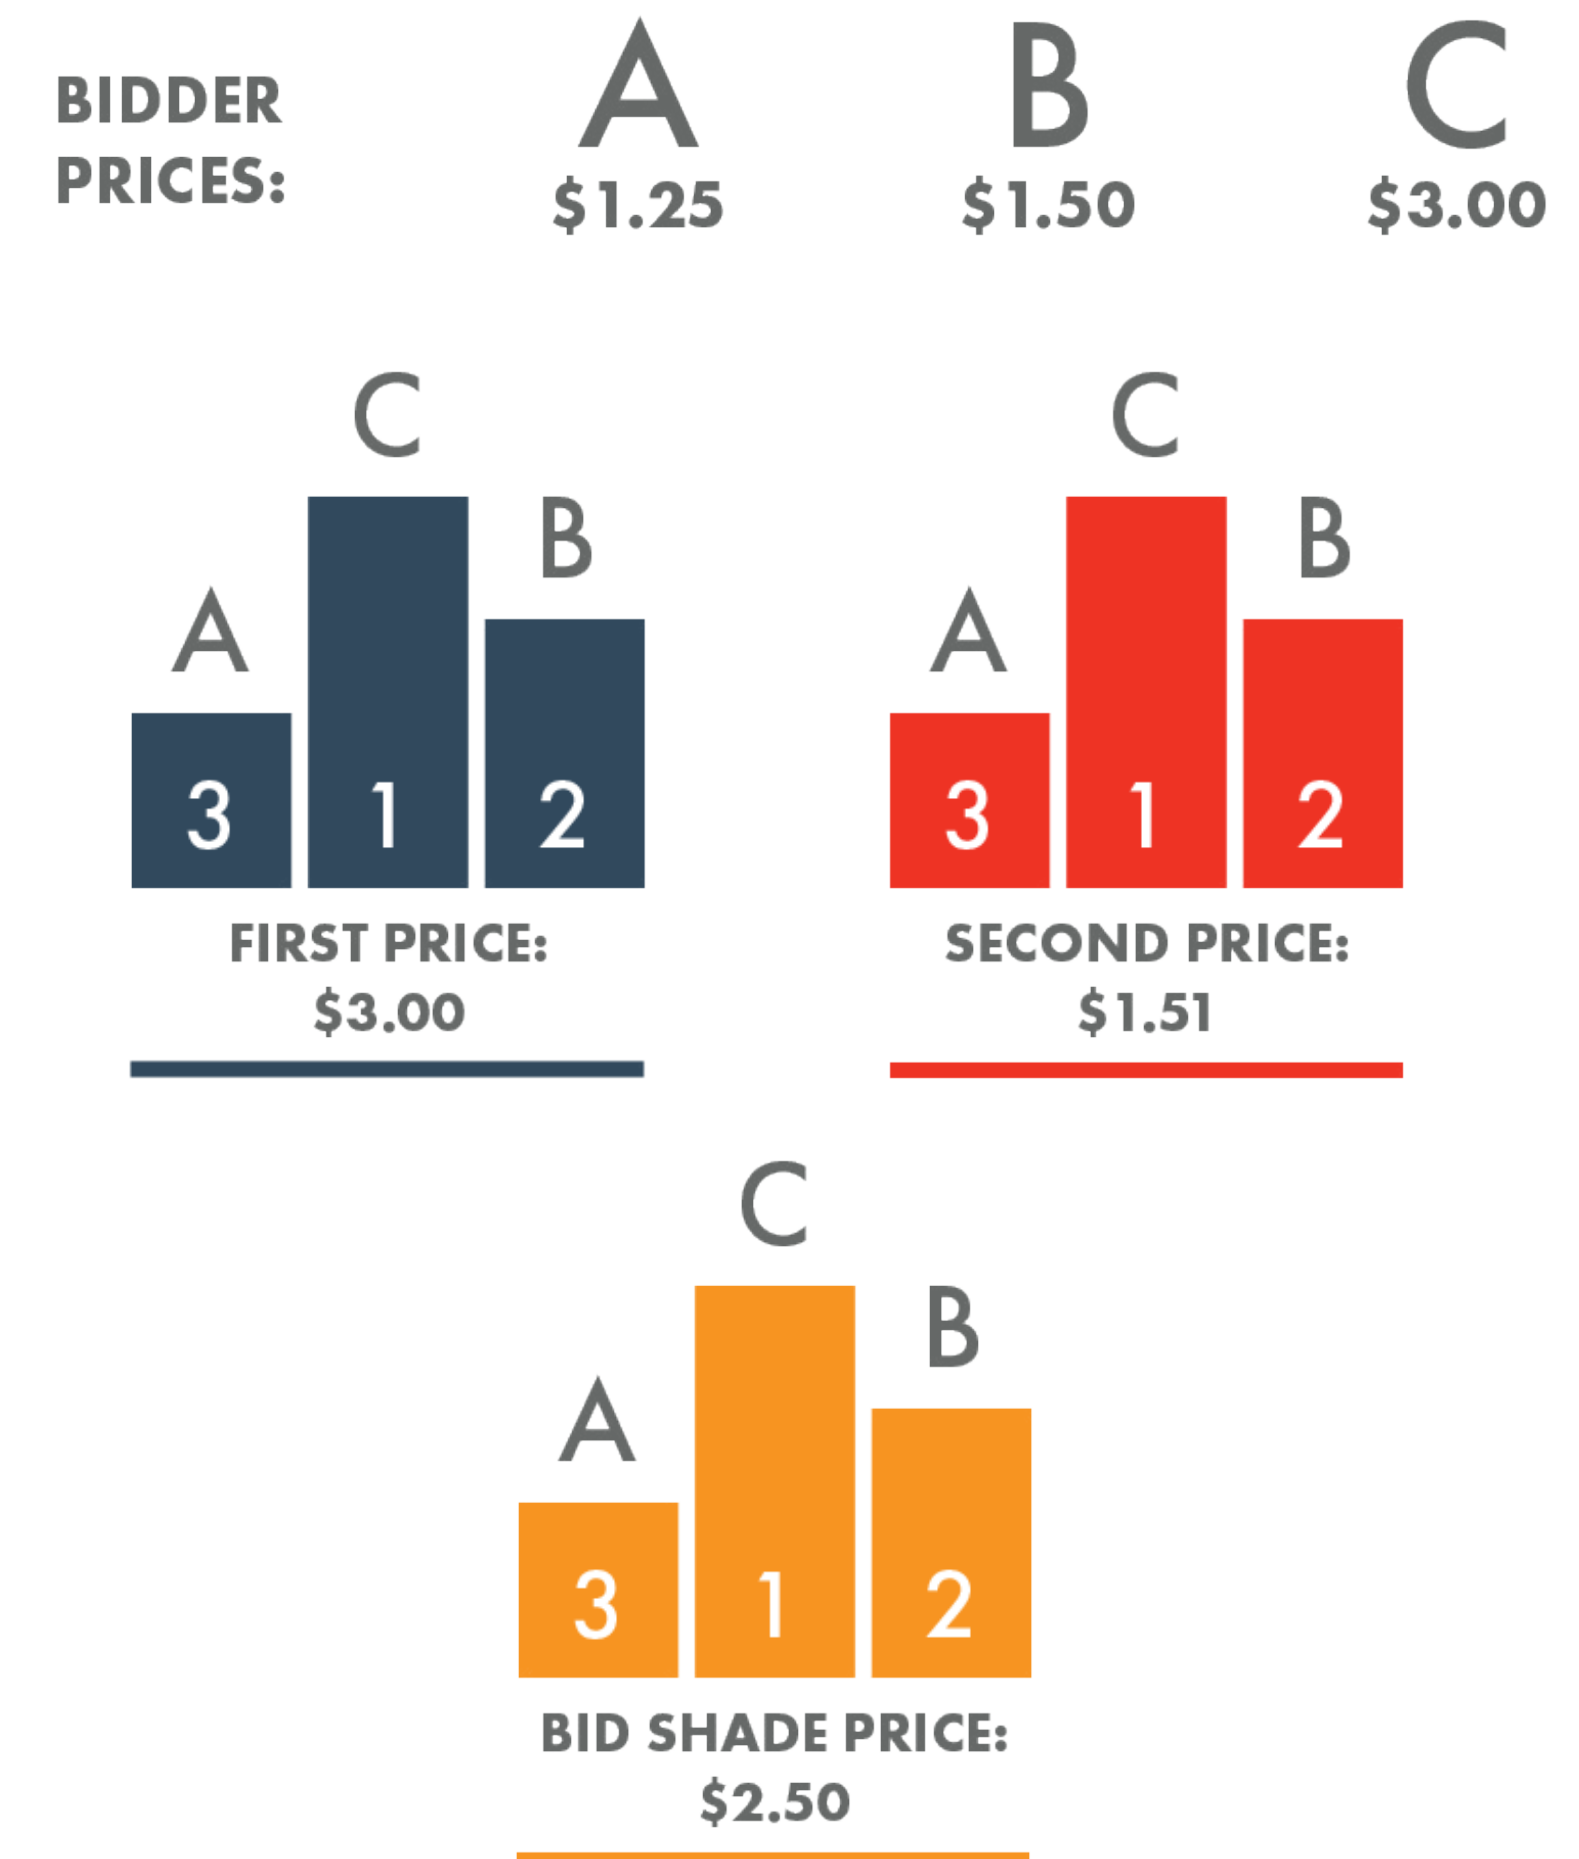 BIDDER
PRICES:
A
B
C
$1.25
$1.50
$3.00
C
B
A
3
1
2
FIRST PRICE:
$3.00
C
B
A
3
1
2
SECOND PRICE:
$1.51
C
B
A
3
1
2
BID SHADE PRICE:
$2.50